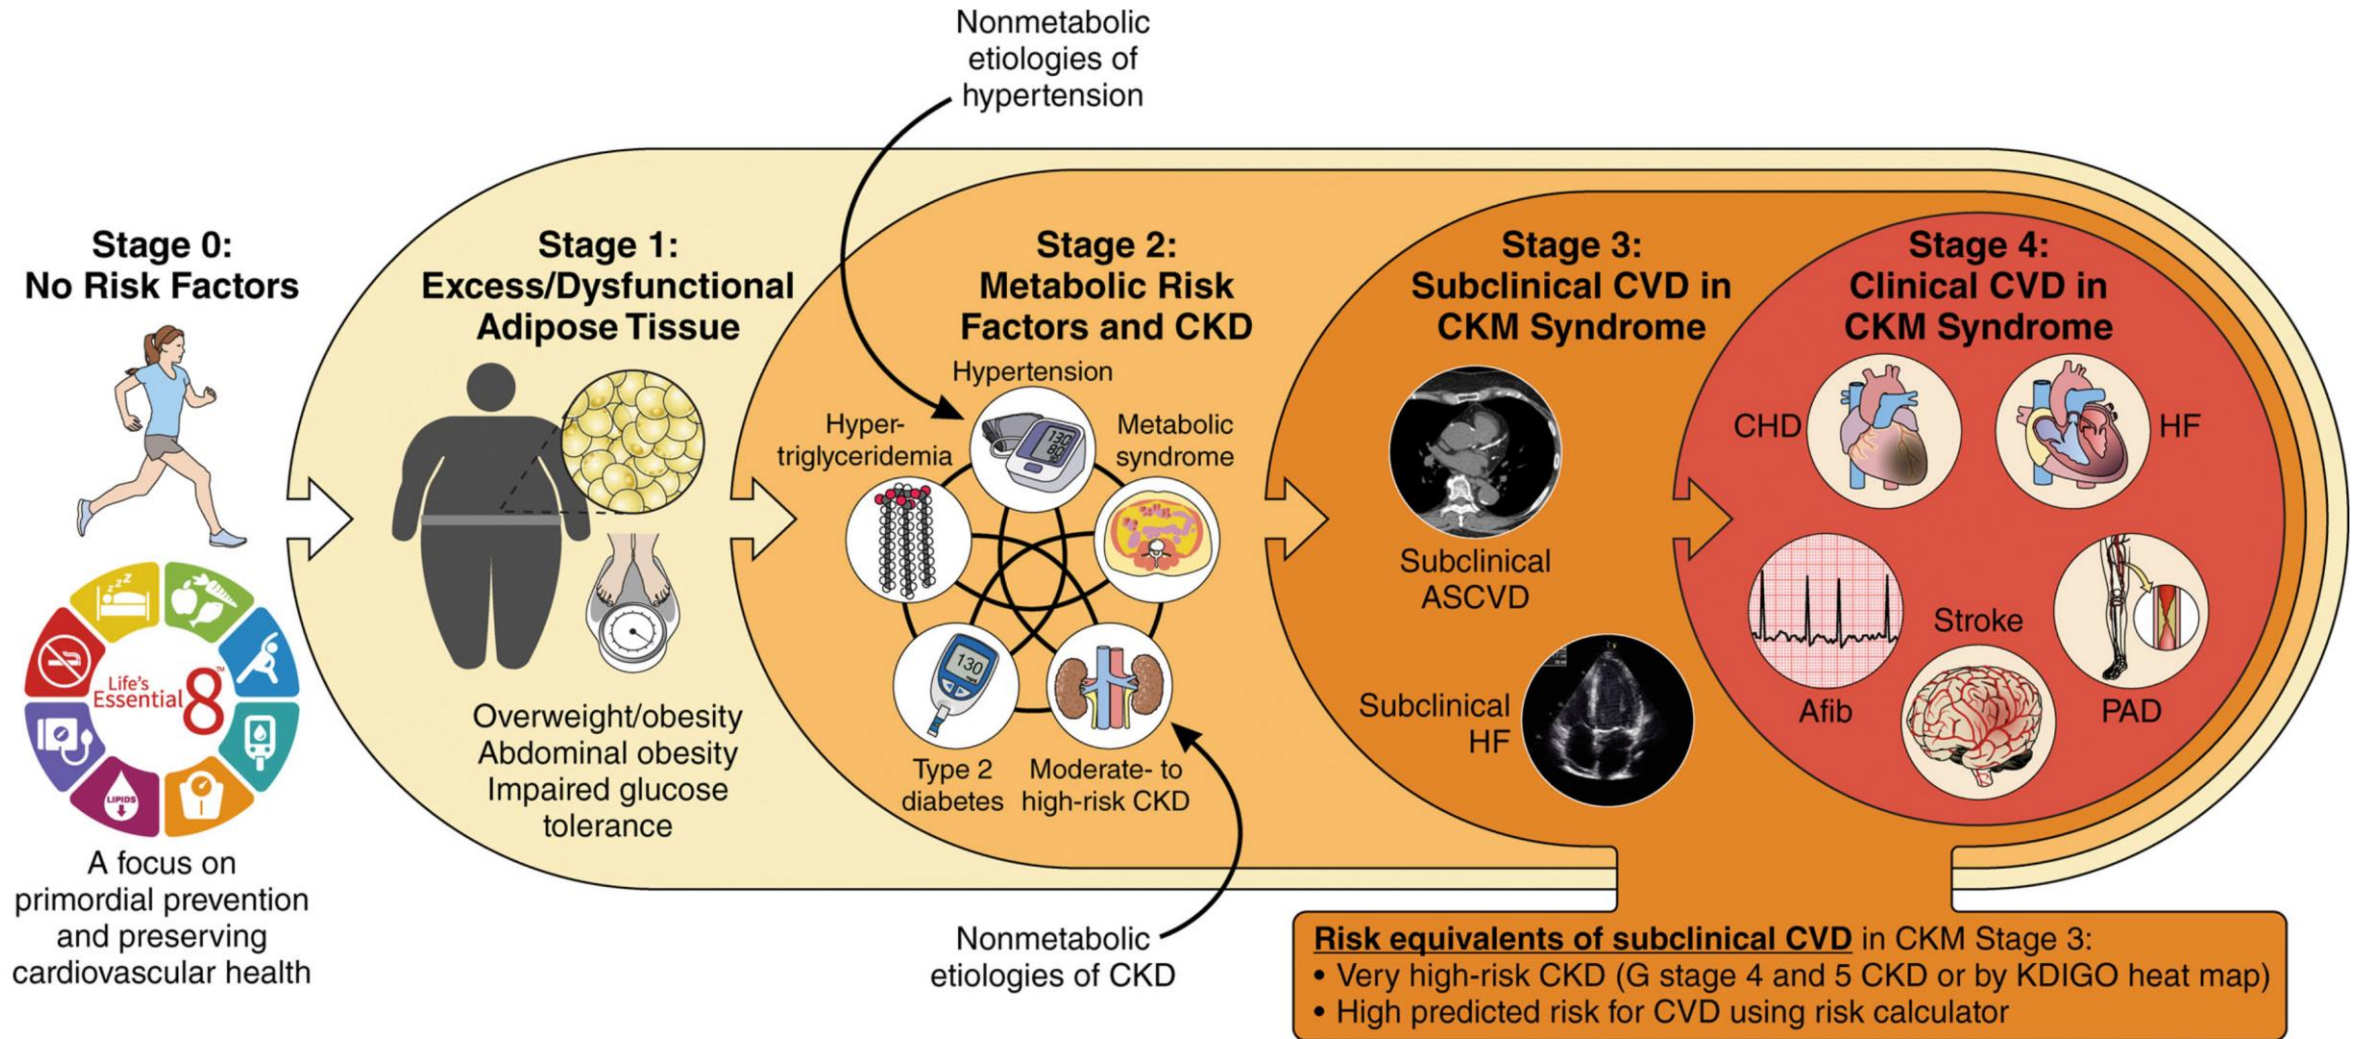 Nonmetabolic
etiologies of
hypertension
Stage 0:
No Risk Factors
Life's
Essential 8™
LIPIDS
A focus on
primordial prevention
and preserving
cardiovascular health
Stage 1:
Excess/Dysfunctional
Adipose Tissue
Overweight/obesity
Abdominal obesity
Impaired glucose
tolerance
Stage 2:
Metabolic Risk
Factors and CKD
Hypertension
130
80
Hyper-
triglyceridemia
Metabolic
syndrome
130
Type 2
diabetes
Moderate- to
high-risk CKD
Nonmetabolic
etiologies of CKD
Stage 3:
Subclinical CVD in
CKM Syndrome
Subclinical
ASCVD
Subclinical
HF
Stage 4:
Clinical CVD in
CKM Syndrome
CHD
HF
Afib
Stroke
PAD
Risk equivalents of subclinical CVD in CKM Stage 3:
• Very high-risk CKD (G stage 4 and 5 CKD or by KDIGO heat map)
• High predicted risk for CVD using risk calculator